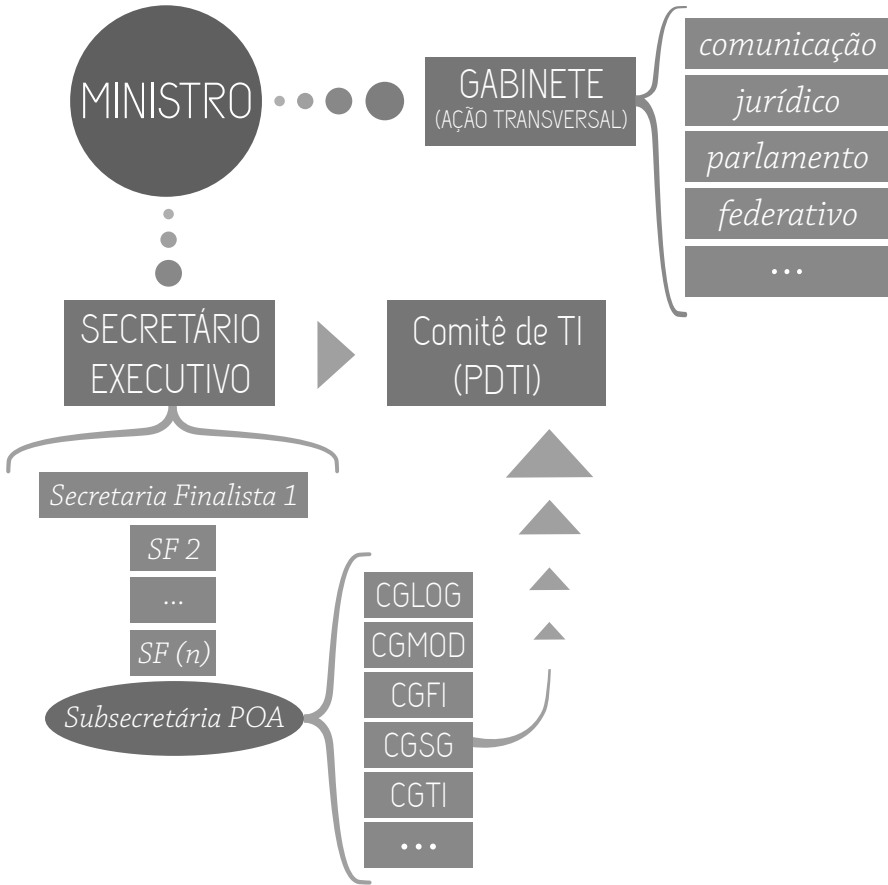 MINISTRO
GABINETE
(AÇÃO TRANSVERSAL)
comunicação
jurídico
parlamento
federativo
...
SECRETÁRIO
EXECUTIVO
Comitê de TI
(PDTI)
Secretaria Finalista 1
SF 2
...
SF (n)
Subsecretária POA
CGLOG
CGMOD
CGFI
CGSG
CGTI
...